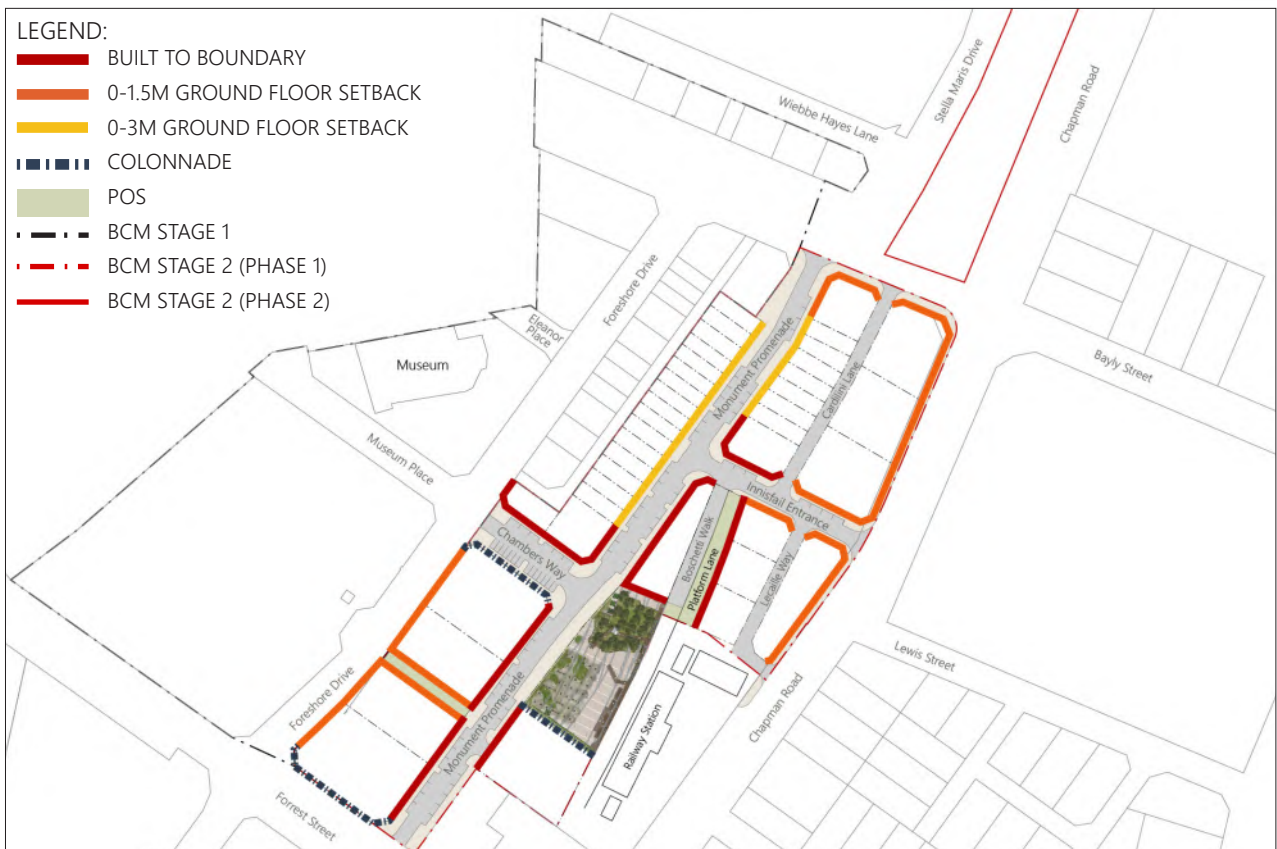 LEGEND:
BUILT TO BOUNDARY
0-1.5M GROUND FLOOR SETBACK
0-3M GROUND FLOOR SETBACK
COLONNADE
POS
BCM STAGE 1
BCM STAGE 2 (PHASE 1)
BCM STAGE 2 (PHASE 2)
Stella Maris Drive
Chapman Road
Wiebbe Hayes Lane
Foreshore Drive
Eleanor
Place
Museum
Monument Promenade
Cardilini Lane
Bayly Street
Museum Place
Innisfail Entrance
Chambers Way
Boschetti Walk
Platform Lane
Lecaille Way
Lewis Street
Foreshore Drive
Monument Promenade
Railway Station
Chapman Road
Forrest Street